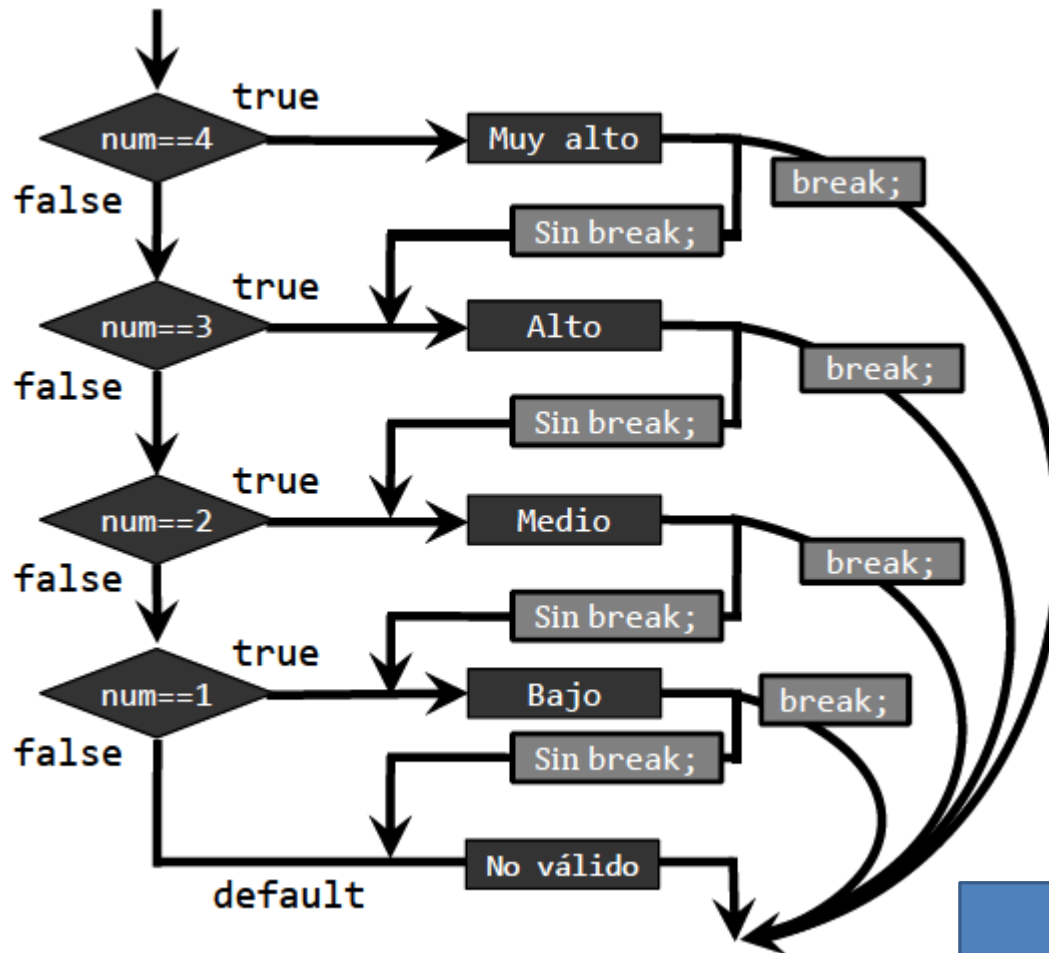 true
num==4
Muy alto
break;
false
Sin break;
true
num==3
Alto
break;
false
Sin break;
true
num==2
Medio
break;
false
Sin break;
true
num==1
Bajo
break;
false
Sin break;
No válido
default